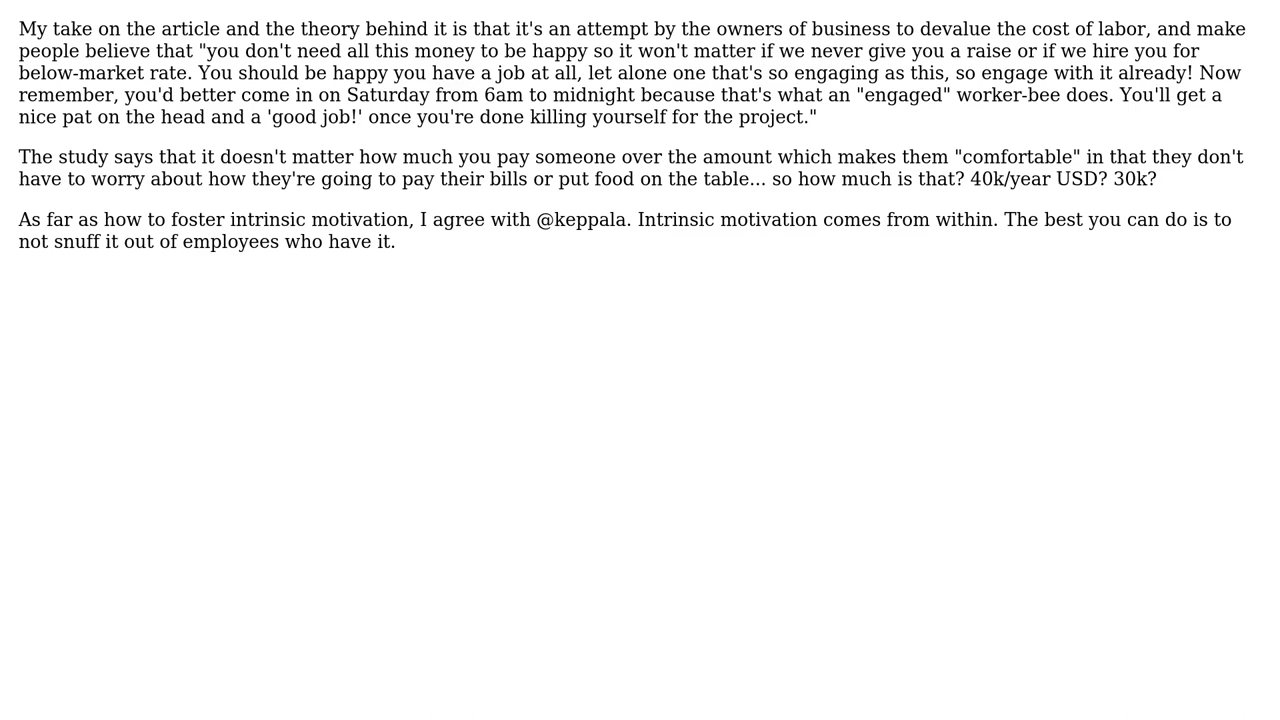 My take on the article and the theory behind it is that it's an attempt by the owners of business to devalue the cost of labor, and make
people believe that "you don't need all this money to be happy so it won't matter if we never give you a raise or if we hire you for
below-market rate. You should be happy you have a job at all, let alone one that's so engaging as this, so engage with it already! Now
remember, you'd better come in on Saturday from 6am to midnight because that's what an "engaged" worker-bee does. You'll get a
nice pat on the head and a 'good job!' once you're done killing yourself for the project."
The study says that it doesn't matter how much you pay someone over the amount which makes them "comfortable" in that they don't
have to worry about how they're going to pay their bills or put food on the table... so how much is that? 40k/year USD? 30k?
As far as how to foster intrinsic motivation, I agree with @keppala. Intrinsic motivation comes from within. The best you can do is to
not snuff it out of employees who have it.